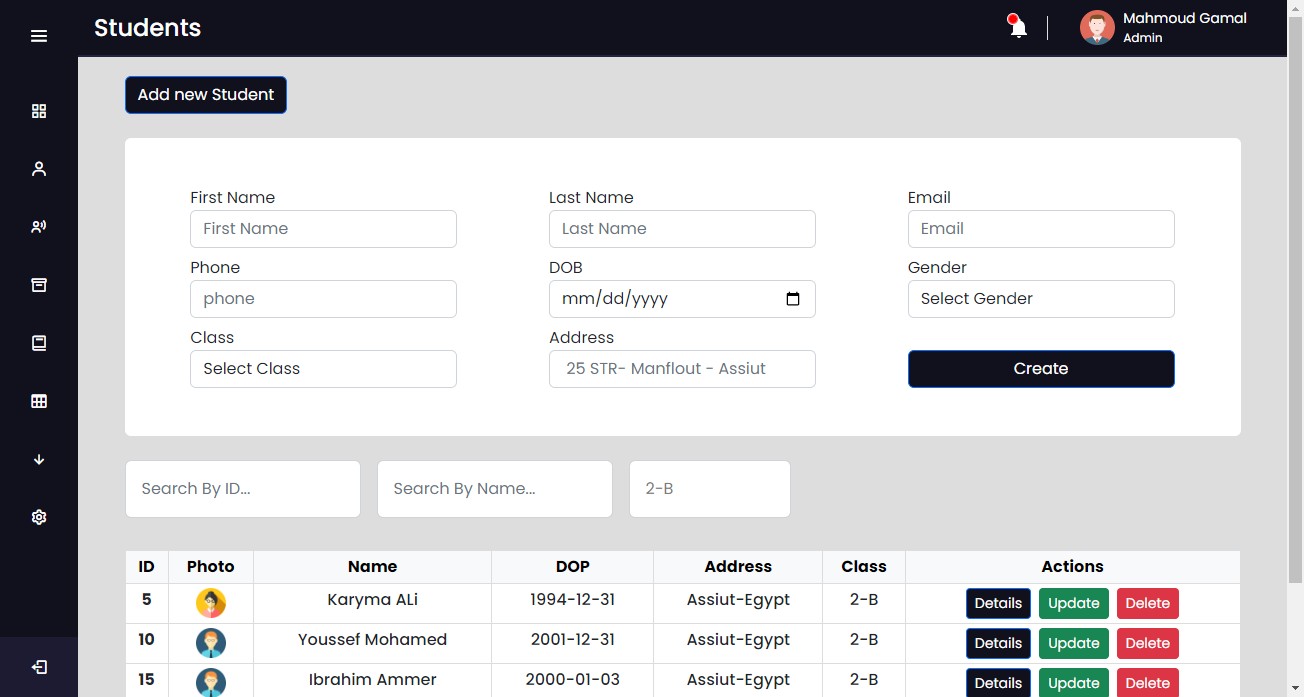 Students
Mahmoud Gamal
Admin
Add new Student
First Name Last Name Email
First Name Last Name Email
Phone DOB Gender
phone mm/dd/yyyy Select Gender
Class Address
Select Class 25 STR- Manflout - Assiut Create
Search By ID... Search By Name... 2-B
ID Photo Name DOP Address Class Actions
5 Karyma ALi 1994-12-31 Assiut-Egypt 2-B Details Update Delete
10 Youssef Mohamed 2001-12-31 Assiut-Egypt 2-B Details Update Delete
15 Ibrahim Ammer 2000-01-03 Assiut-Egypt 2-B Details Update Delete